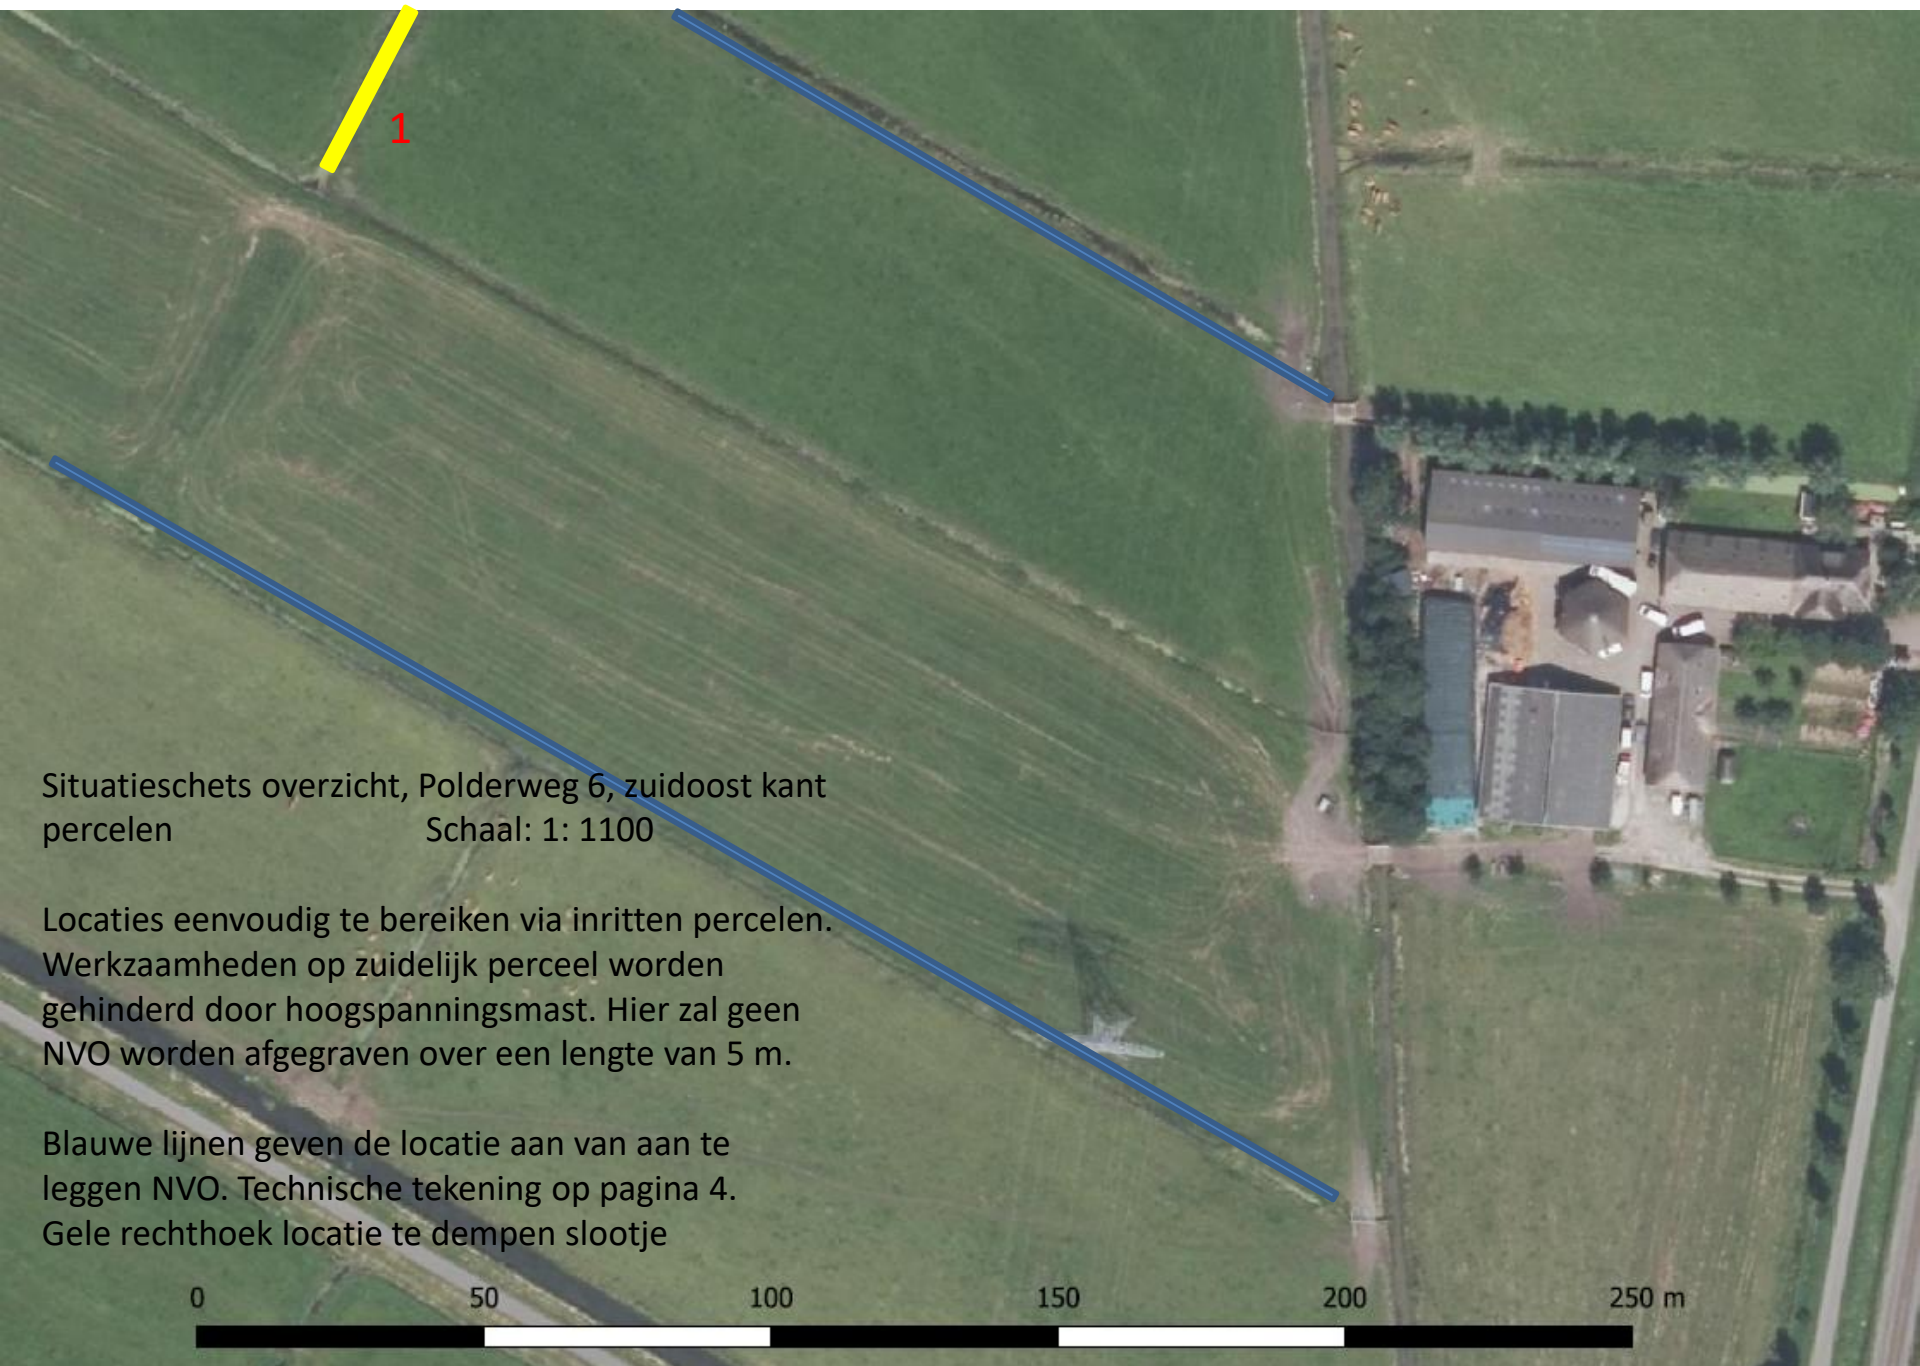 1
Situatieschets overzicht, Polderweg 6, zuidoost kant
percelen Schaal: 1: 1100
Locaties eenvoudig te bereiken via inritten percelen.
Werkzaamheden op zuidelijk perceel worden
gehinderd door hoogspanningsmast. Hier zal geen
NVO worden afgegraven over een lengte van 5 m.
Blauwe lijnen geven de locatie aan van aan te
leggen NVO. Technische tekening op pagina 4.
Gele rechthoek locatie te dempen slootje
0 50 100 150 200 250 m